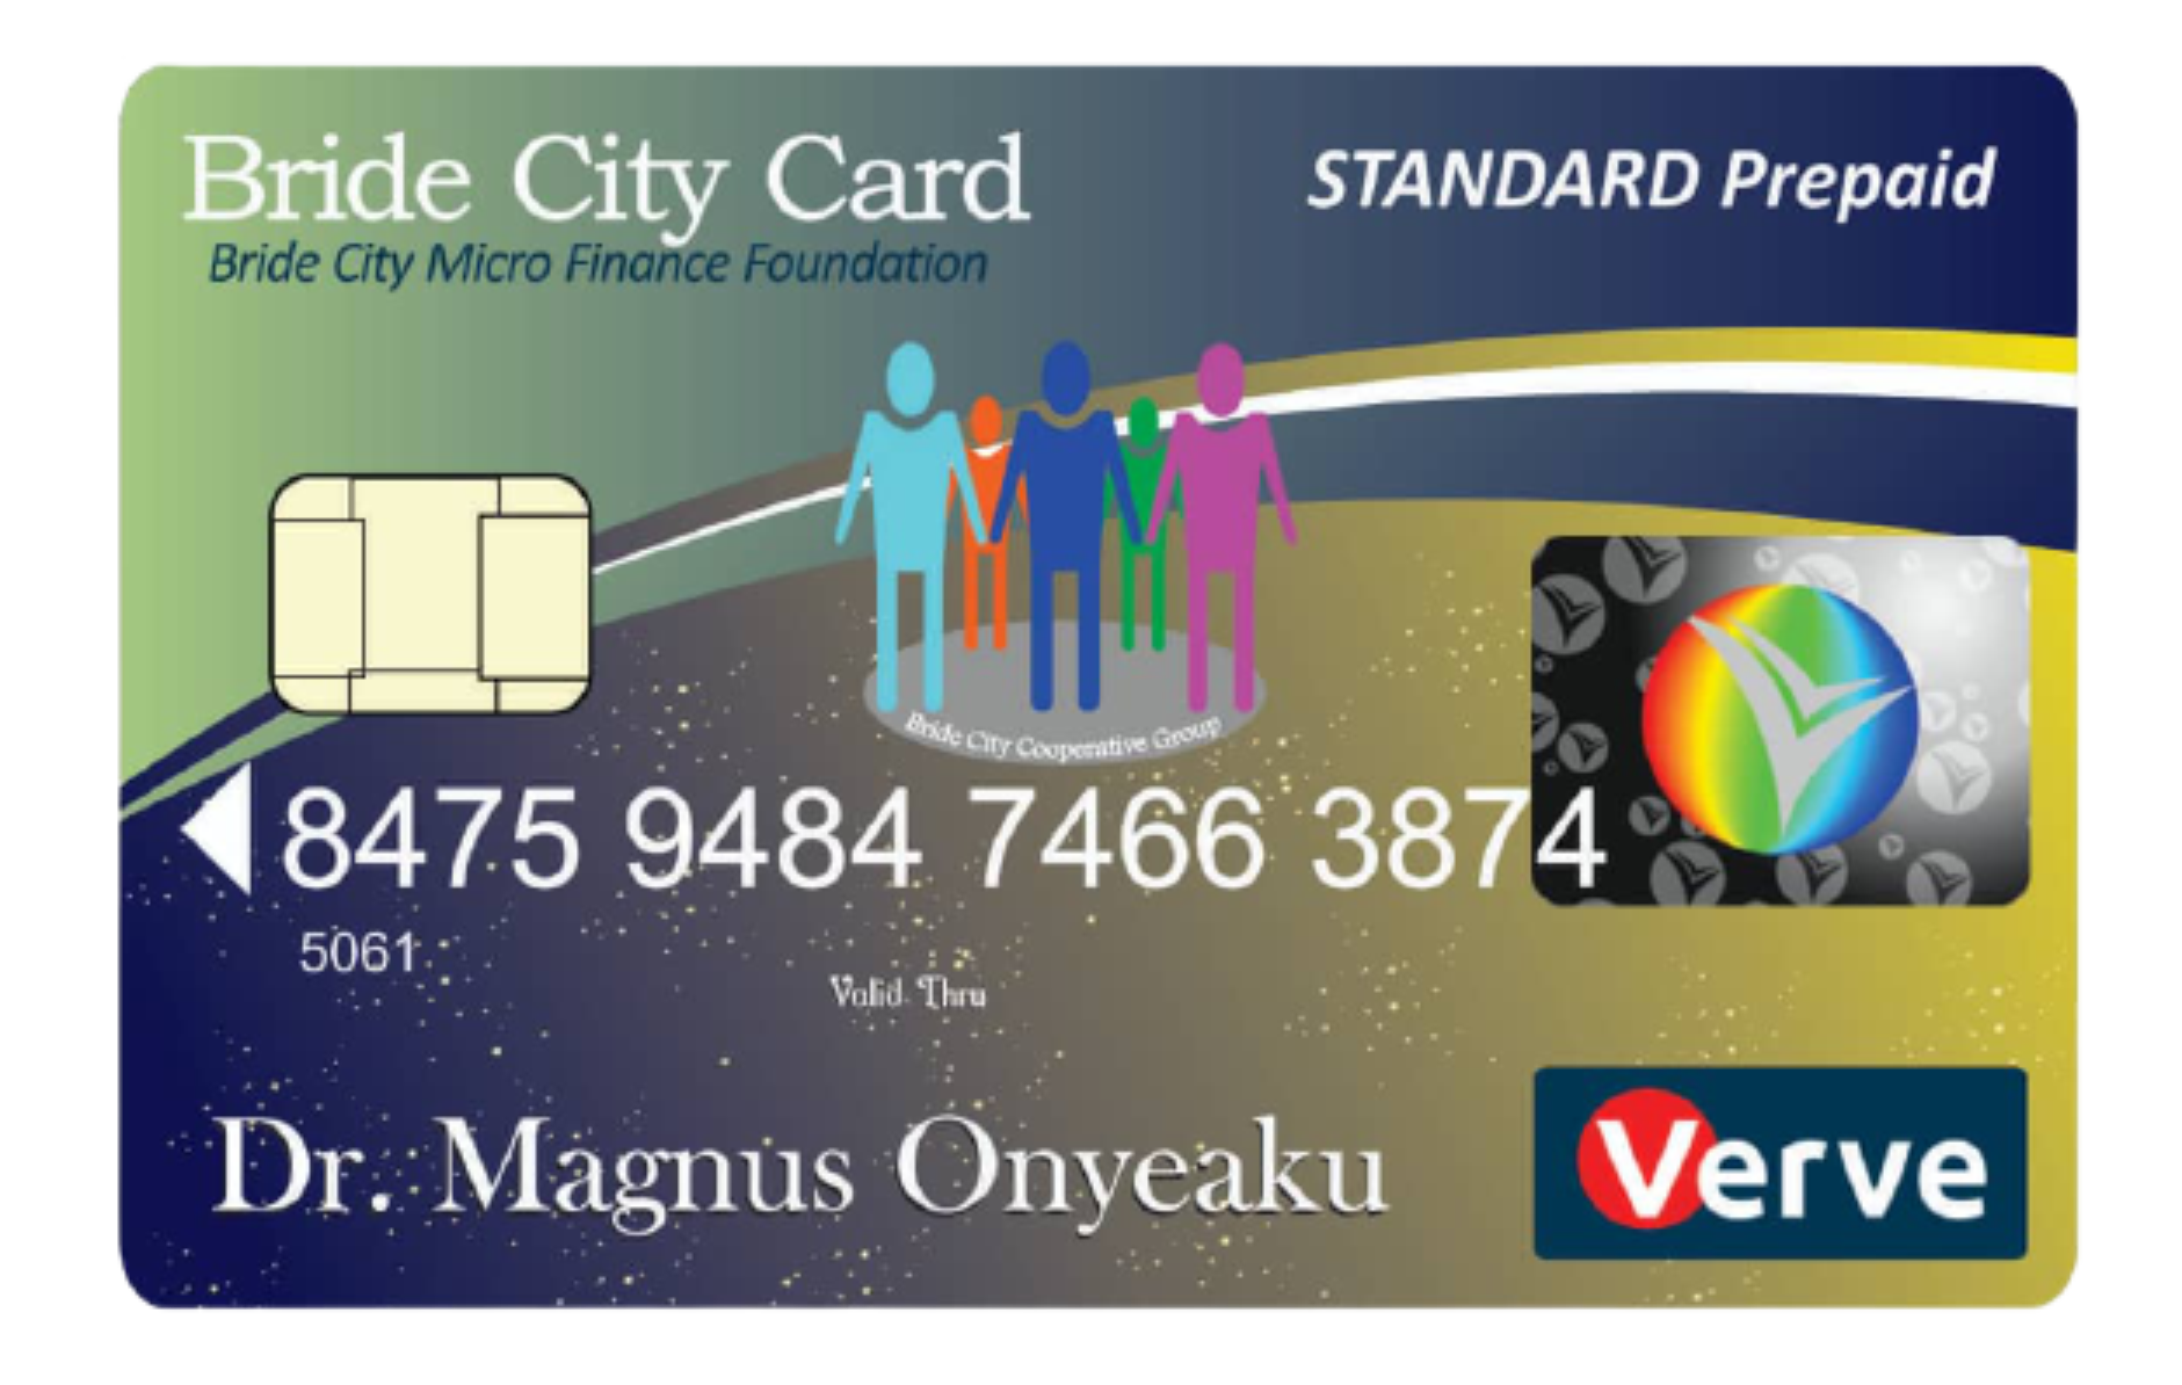 Bride City Card
STANDARD Prepaid
Bride City Micro Finance Foundation
Bride City Cooperative Group
8475 9484 7466 3874
5061
Valid Thru
Dr. Magnus Onyeaku
Verve